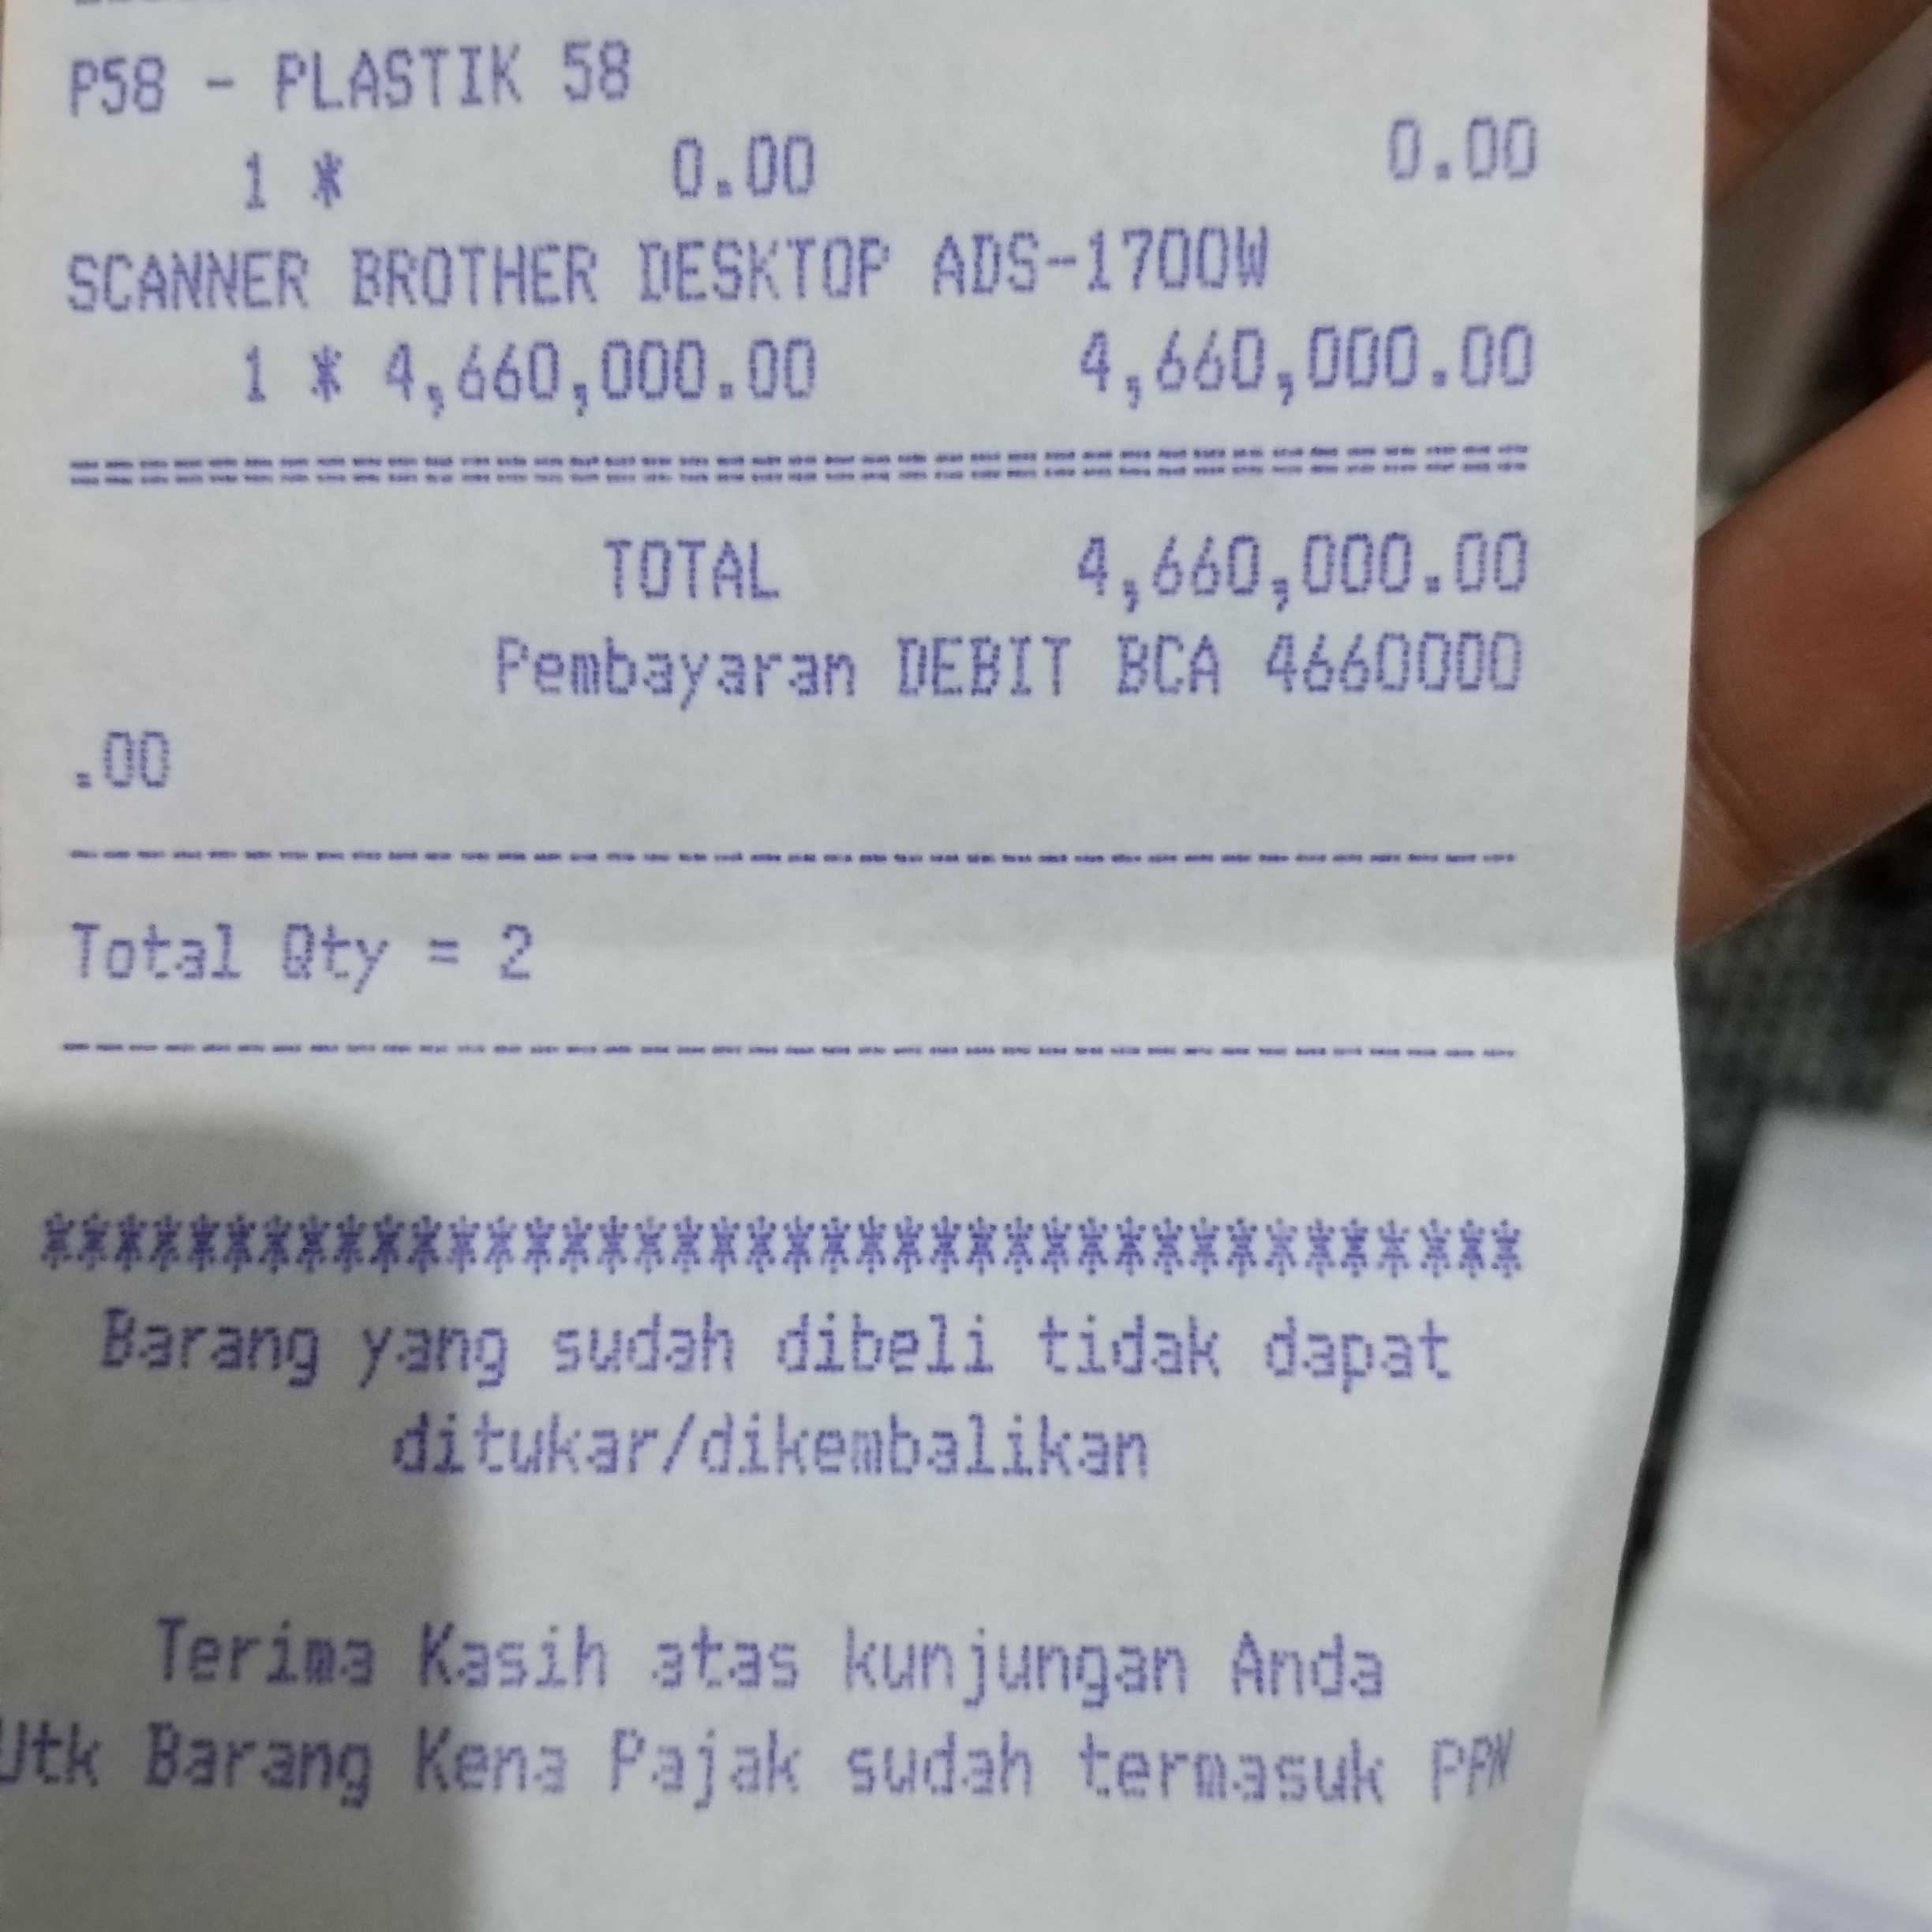 P58 - PLASTIK 58
1 * 0.00 0.00
SCANNER BROTHER DESKTOP ADS-1700W
1 * 4,660,000.00 4,660,000.00
========================================
TOTAL 4,660,000.00
Pembayaran DEBIT BCA 4660000
.00
----------------------------------------
Total Qty = 2
----------------------------------------
****************************************
Barang yang sudah dibeli tidak dapat
ditukar/dikembalikan
Terima Kasih atas kunjungan Anda
Utk Barang Kena Pajak sudah termasuk PPN